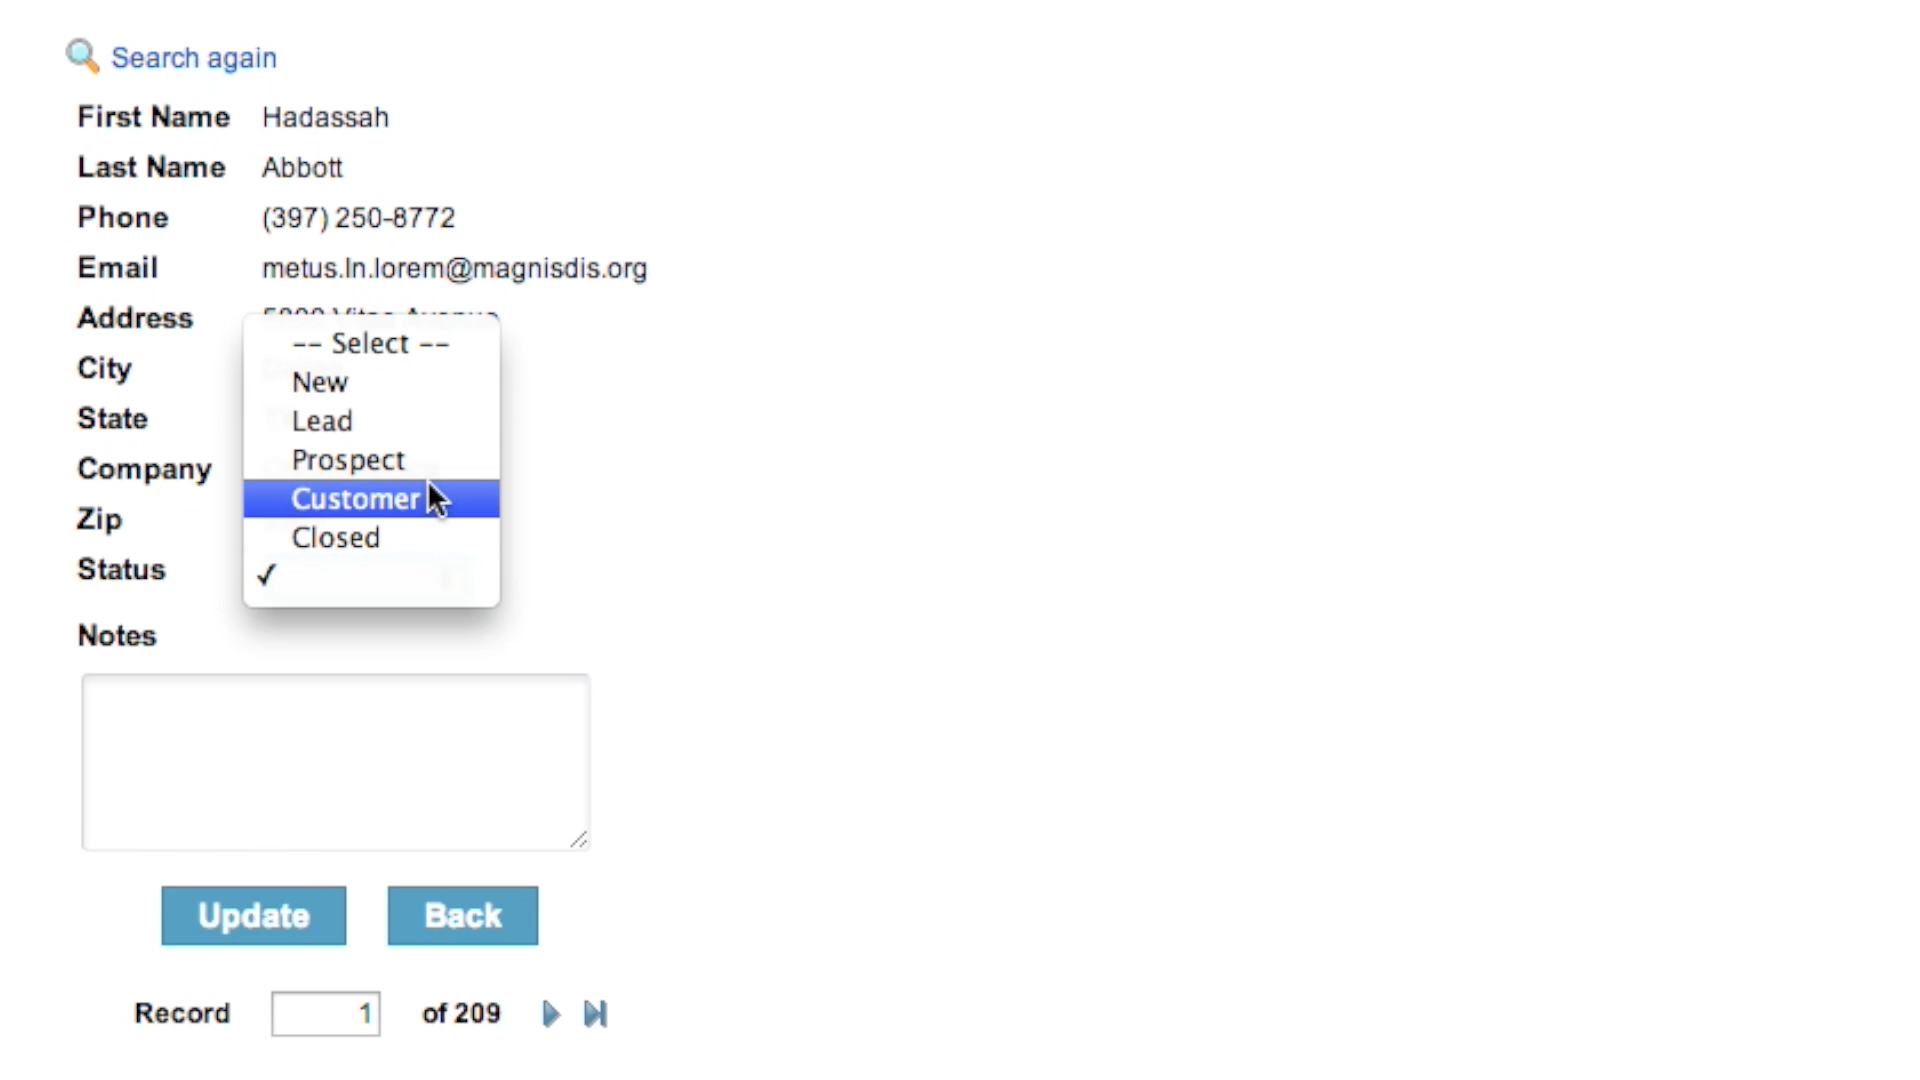 Search again
First Name Hadassah
Last Name Abbott
Phone (397) 250-8772
Email metus.In.lorem@magnisdis.org
Address
-- Select --
City
New
State
Lead
Prospect
Company
Customer
Zip
Closed
Status ✓
Notes
Update Back
Record 1 of 209